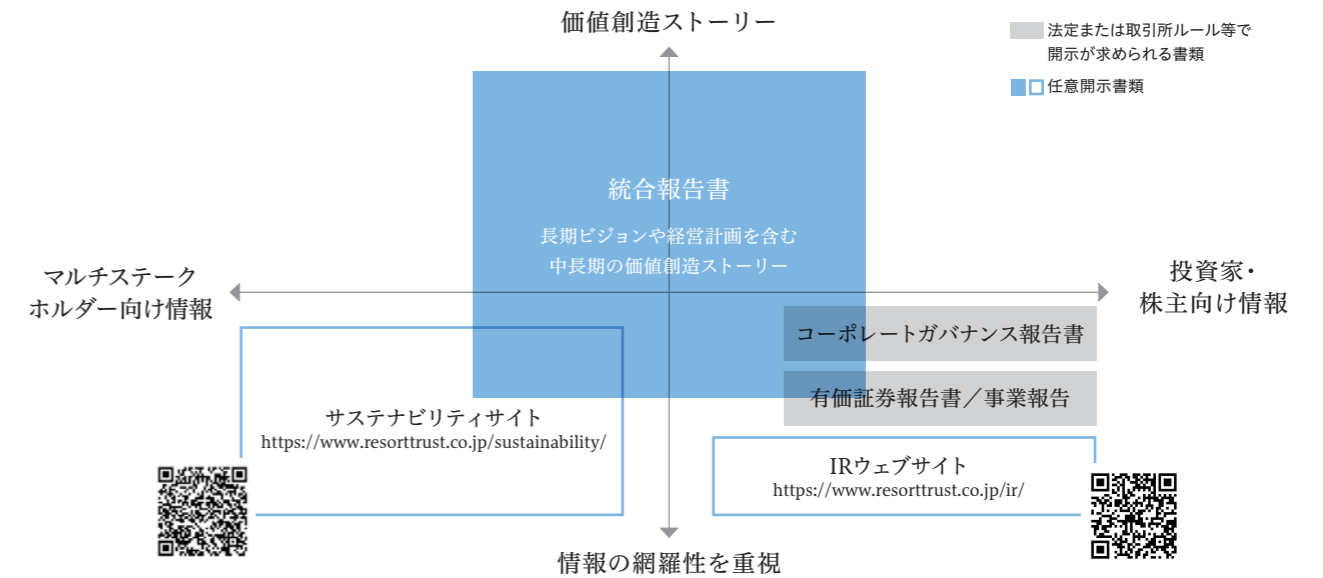 価値創造ストーリー
法定または取引所ルール等で
開示が求められる書類
任意開示書類
統合報告書
長期ビジョンや経営計画を含む
中長期の価値創造ストーリー
マルチステーク
ホルダー向け情報
投資家・
株主向け情報
コーポレートガバナンス報告書
有価証券報告書／事業報告
サステナビリティサイト
https://www.resorttrust.co.jp/sustainability/
IRウェブサイト
https://www.resorttrust.co.jp/ir/
情報の網羅性を重視